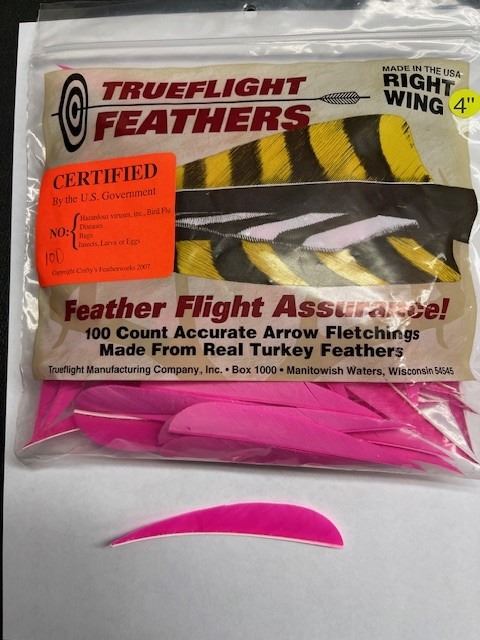 TRUEFLIGHT
FEATHERS
MADE IN THE USA
RIGHT
WING
4"
CERTIFIED
By the U.S. Government
NO:
Hazardous viruses, inc., Bird Flu
Diseases
Bugs
Insects, Larva or Eggs
100
Copyright Crafty's Featherworks 2007
Feather Flight Assurance!
100 Count Accurate Arrow Fletchings
Made From Real Turkey Feathers
Trueflight Manufacturing Company, Inc. • Box 1000 • Manitowish Waters, Wisconsin 54545